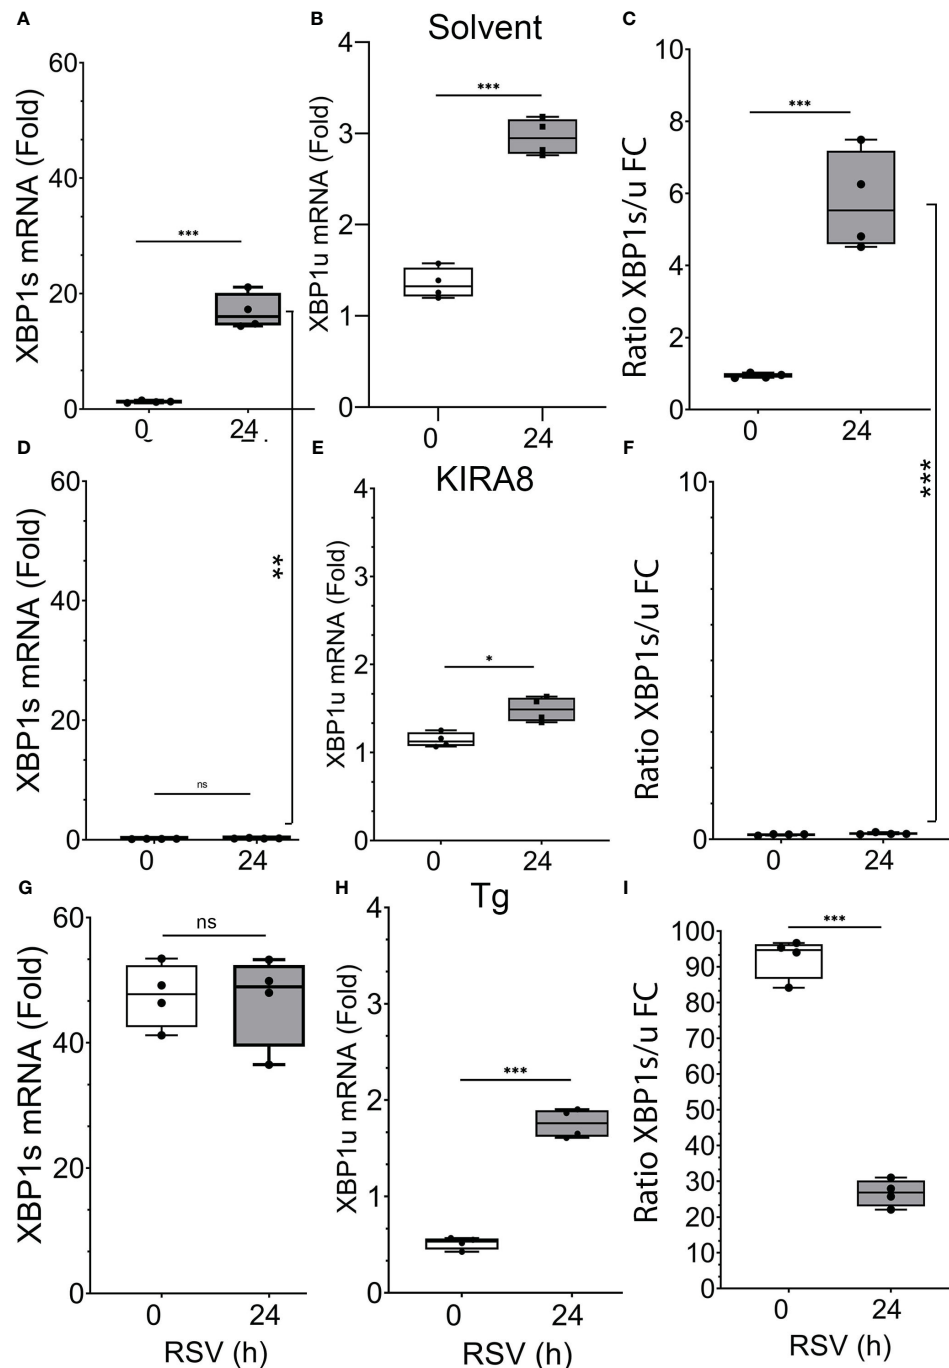 A
B
C
Solvent
XBP1s mRNA (Fold)
60
40
20
0
***
0
24
XBP1u mRNA (Fold)
4
3
2
1
0
***
0
24
Ratio XBP1s/u FC
10
8
6
4
2
0
***
0
24
D
E
F
KIRA8
XBP1s mRNA (Fold)
60
40
20
0
ns
0
24
**
XBP1u mRNA (Fold)
4
3
2
1
0
*
0
24
Ratio XBP1s/u FC
10
0
0
24
***
G
H
I
Tg
XBP1s mRNA (Fold)
60
40
20
0
ns
0
24
RSV (h)
XBP1u mRNA (Fold)
4
3
2
1
0
***
0
24
RSV (h)
Ratio XBP1s/u FC
100
90
80
70
60
50
40
30
20
10
0
***
0
24
RSV (h)